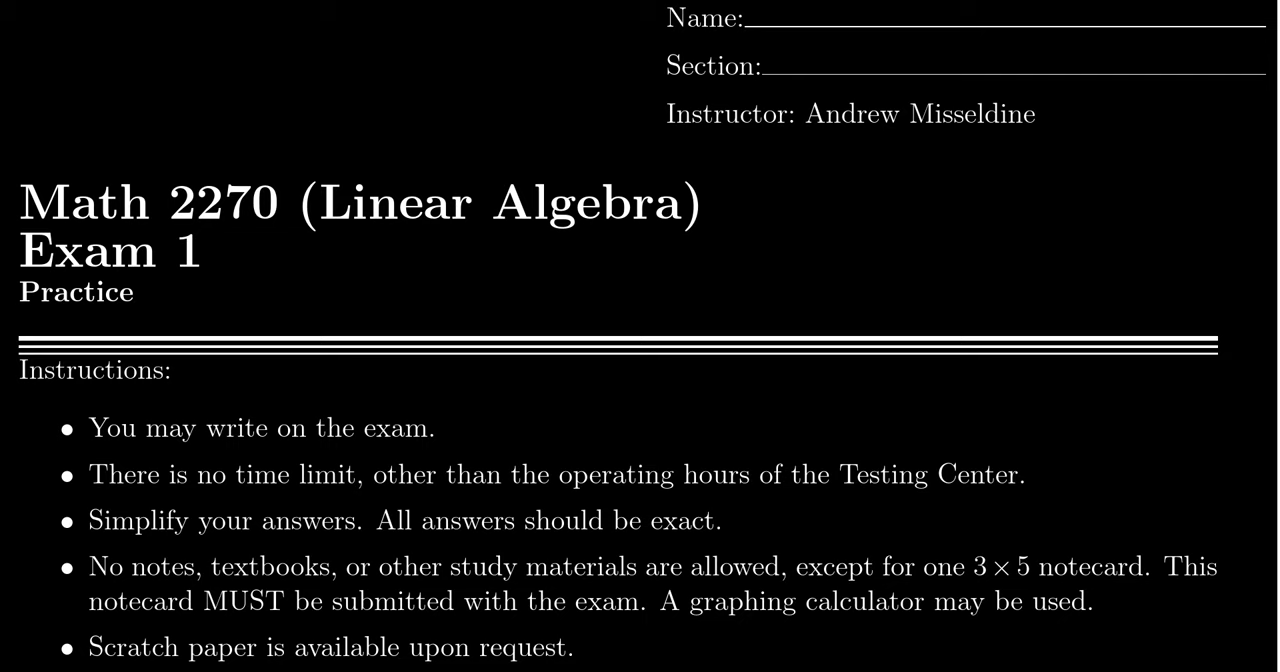 Name:
Section:
Instructor: Andrew Misseldine
Math 2270 (Linear Algebra)
Exam 1
Practice
Instructions:
• You may write on the exam.
• There is no time limit, other than the operating hours of the Testing Center.
• Simplify your answers. All answers should be exact.
• No notes, textbooks, or other study materials are allowed, except for one 3 × 5 notecard. This
notecard MUST be submitted with the exam. A graphing calculator may be used.
• Scratch paper is available upon request.